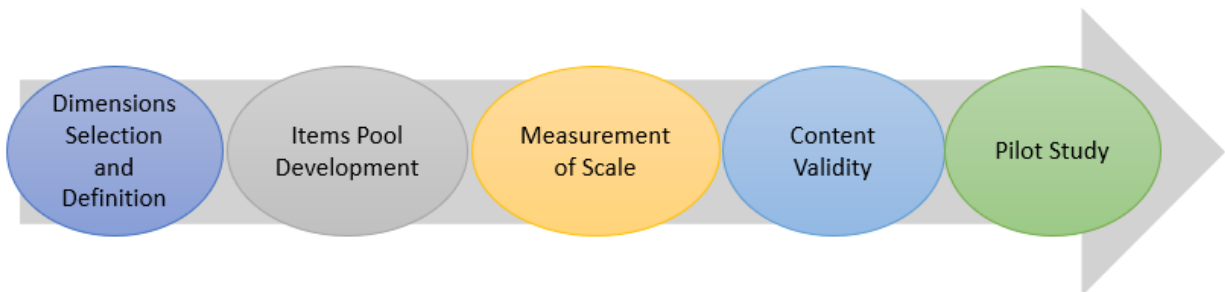 Dimensions
Selection
and
Definition
Items Pool
Development
Measurement
of Scale
Content
Validity
Pilot Study